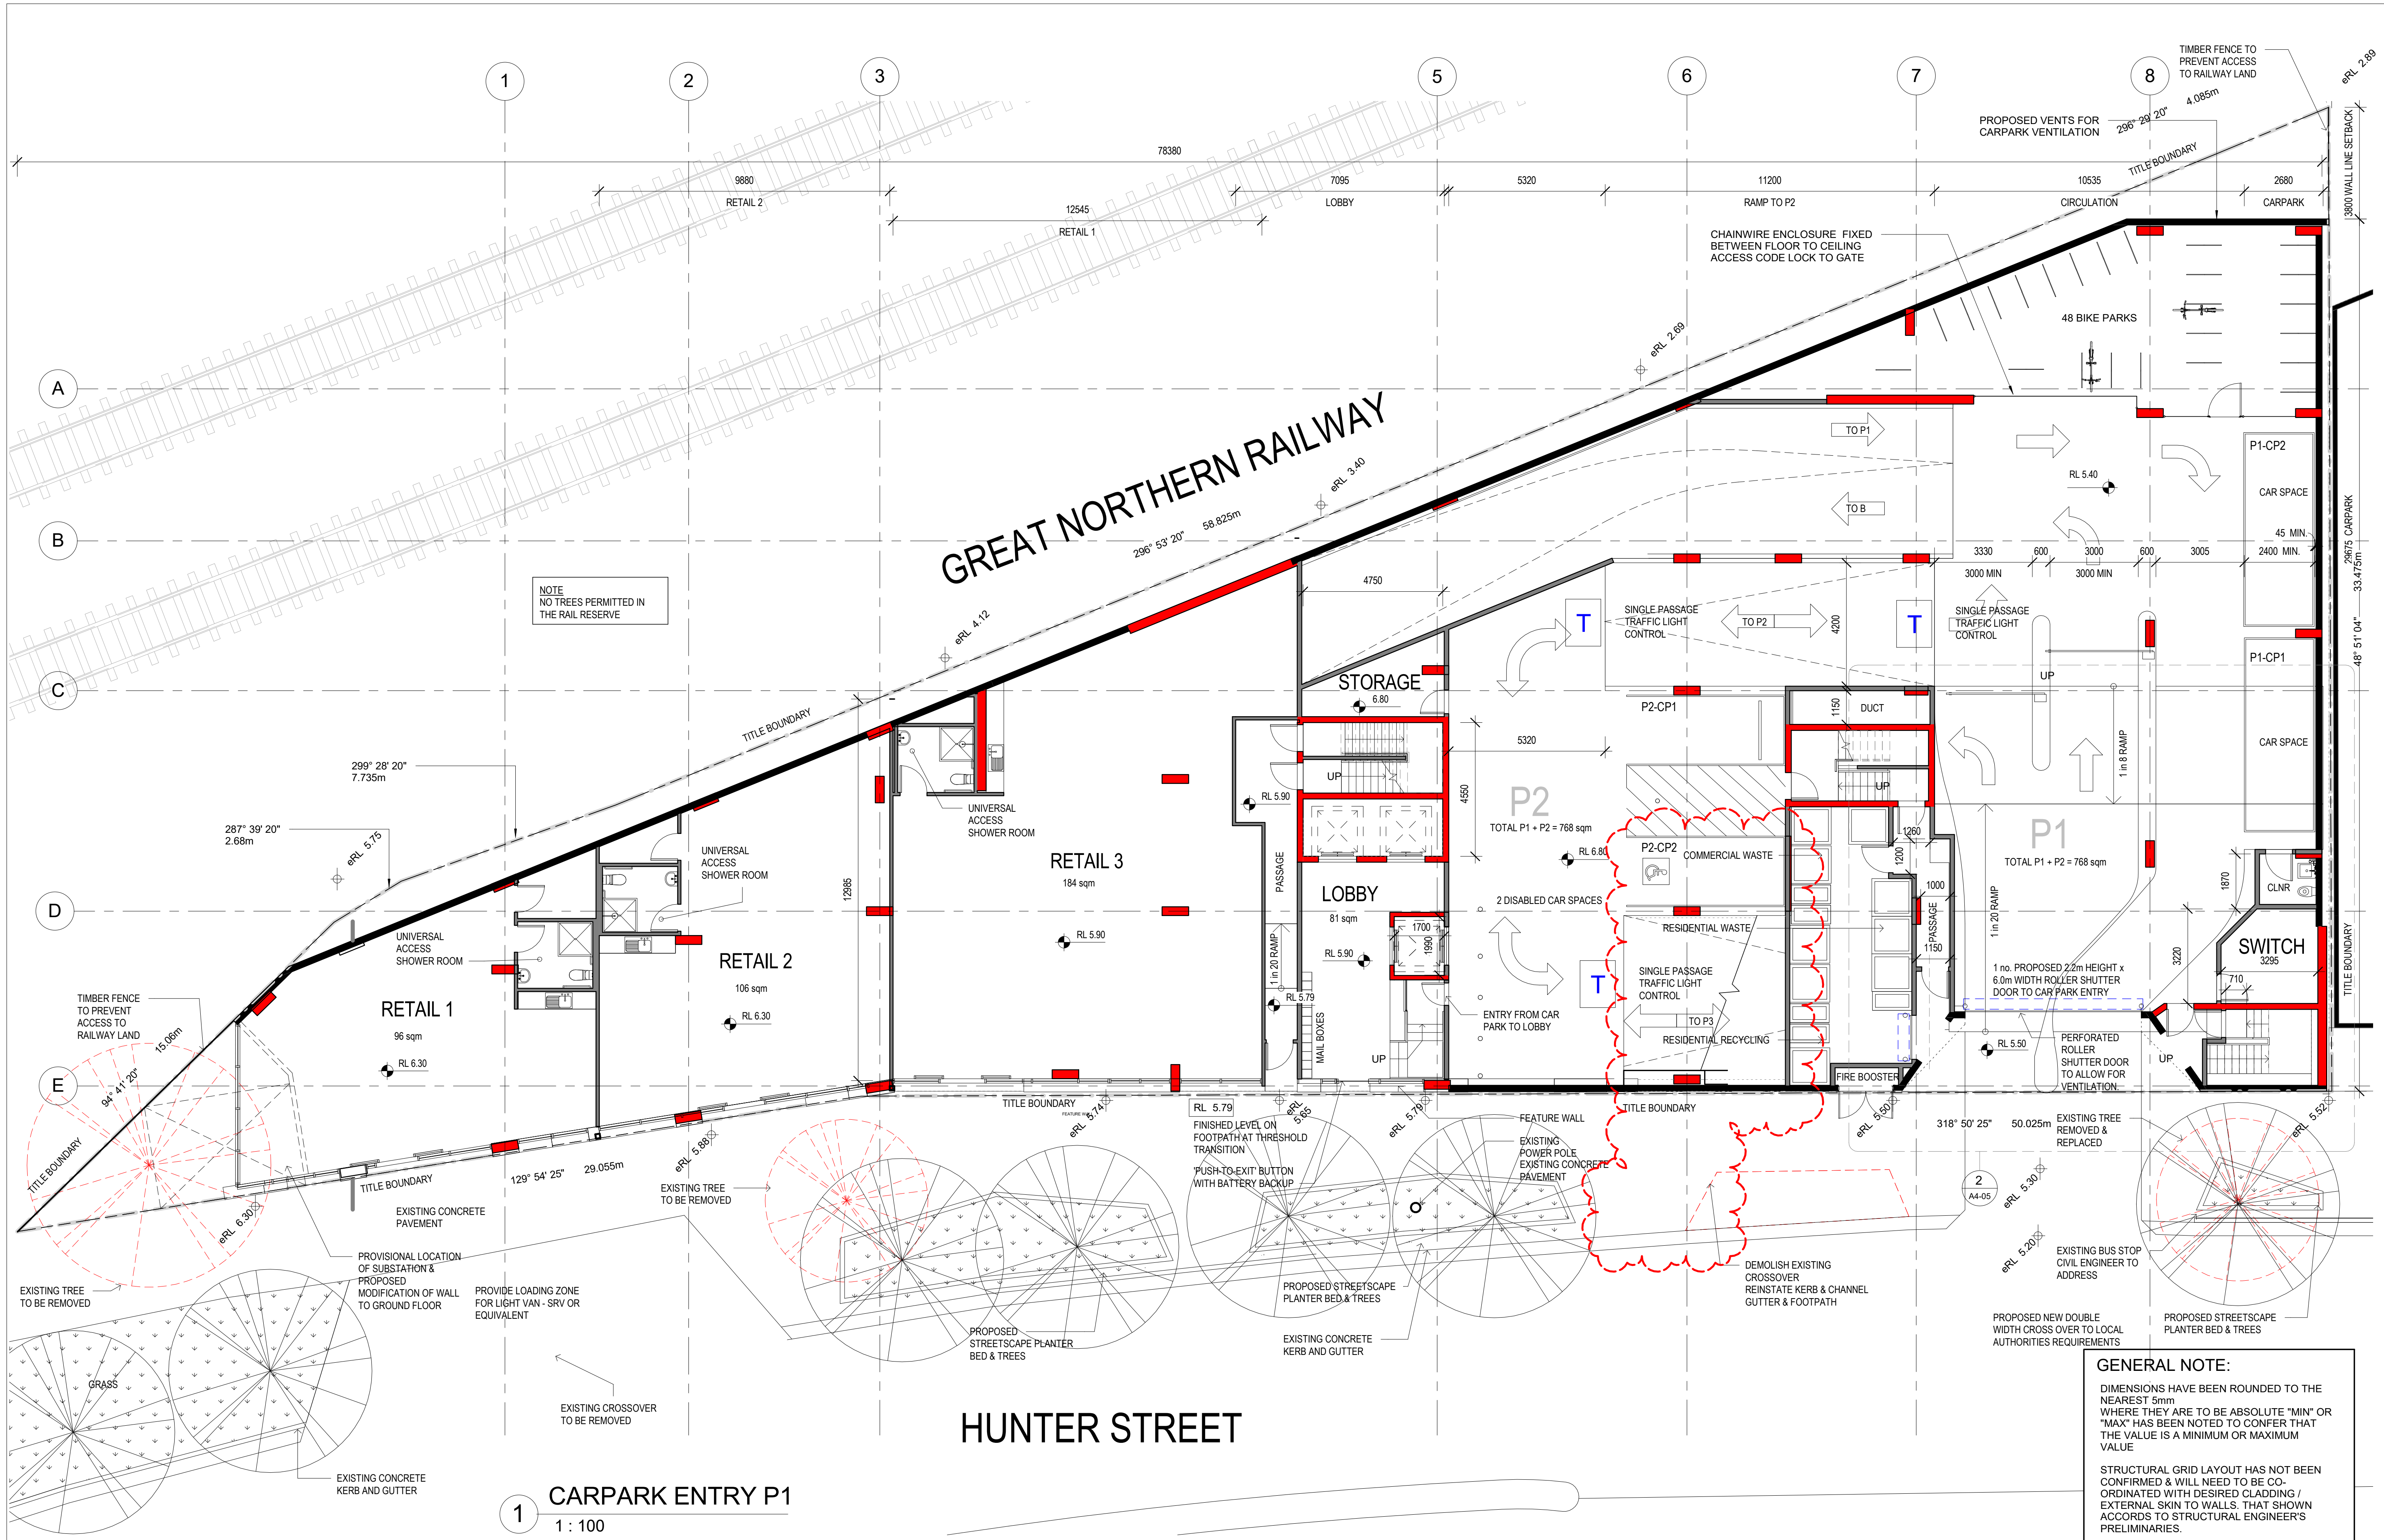 1
2
3
5
6
7
8
A
B
C
D
E
TIMBER FENCE TO
PREVENT ACCESS
TO RAILWAY LAND
eRL 2.89
296° 29' 20"
4.085m
PROPOSED VENTS FOR
CARPARK VENTILATION
TITLE BOUNDARY
3800 WALL LINE SETBACK
78380
9880
RETAIL 2
12545
RETAIL 1
7095
LOBBY
5320
11200
RAMP TO P2
10535
CIRCULATION
2680
CARPARK
CHAINWIRE ENCLOSURE FIXED
BETWEEN FLOOR TO CEILING
ACCESS CODE LOCK TO GATE
48 BIKE PARKS
eRL 2.69
GREAT NORTHERN RAILWAY
296° 53' 20"
58.825m
eRL 3.40
eRL 4.12
TO P1
TO B
RL 5.40
P1-CP2
CAR SPACE
45 MIN.
2400 MIN.
29675 CARPARK
33.475m
48° 51' 04"
3330
600
3000
600
3005
3000 MIN
3000 MIN
NOTE
NO TREES PERMITTED IN
THE RAIL RESERVE
4750
T
SINGLE PASSAGE
TRAFFIC LIGHT
CONTROL
TO P2
4200
T
SINGLE PASSAGE
TRAFFIC LIGHT
CONTROL
P1-CP1
UP
STORAGE
6.80
P2-CP1
1150
DUCT
CAR SPACE
1 in 8 RAMP
TITLE BOUNDARY
299° 28' 20"
7.735m
287° 39' 20"
2.68m
eRL 5.75
UNIVERSAL
ACCESS
SHOWER ROOM
UNIVERSAL
ACCESS
SHOWER ROOM
UNIVERSAL
ACCESS
SHOWER ROOM
5320
UP
4550
RL 5.90
P2
TOTAL P1 + P2 = 768 sqm
RL 6.80
P2-CP2
COMMERCIAL WASTE
UP
1260
1200
1000
P1
TOTAL P1 + P2 = 768 sqm
1870
CLNR
RETAIL 3
184 sqm
RL 5.90
12985
PASSAGE
LOBBY
81 sqm
RL 5.90
1700
1990
2 DISABLED CAR SPACES
RESIDENTIAL WASTE
PASSAGE
1150
1 in 20 RAMP
SWITCH
3295
3220
710
TITLE BOUNDARY
RETAIL 2
106 sqm
RL 6.30
RETAIL 1
96 sqm
RL 6.30
1 in 20 RAMP
RL 5.79
MAIL BOXES
UP
ENTRY FROM CAR
PARK TO LOBBY
T
SINGLE PASSAGE
TRAFFIC LIGHT
CONTROL
TO P3
RESIDENTIAL RECYCLING
1 no. PROPOSED 2.2m HEIGHT x
6.0m WIDTH ROLLER SHUTTER
DOOR TO CAR PARK ENTRY
RL 5.50
PERFORATED
ROLLER
SHUTTER DOOR
TO ALLOW FOR
VENTILATION.
UP
FIRE BOOSTER
TIMBER FENCE
TO PREVENT
ACCESS TO
RAILWAY LAND
15.06m
94° 41' 20"
TITLE BOUNDARY
eRL 6.30
TITLE BOUNDARY
129° 54' 25"
29.055m
eRL 5.88
TITLE BOUNDARY
eRL 5.74
RL 5.79
FINISHED LEVEL ON
FOOTPATH AT THRESHOLD
TRANSITION
'PUSH-TO-EXIT' BUTTON
WITH BATTERY BACKUP
eRL 5.65
eRL 5.79
FEATURE WALL
EXISTING
POWER POLE
EXISTING CONCRETE
PAVEMENT
TITLE BOUNDARY
eRL 5.50
318° 50' 25"
50.025m
EXISTING TREE
REMOVED &
REPLACED
eRL 5.52
2
A4-05
eRL 5.30
eRL 5.20
EXISTING BUS STOP
CIVIL ENGINEER TO
ADDRESS
EXISTING TREE
TO BE REMOVED
EXISTING CONCRETE
PAVEMENT
PROVISIONAL LOCATION
OF SUBSTATION &
PROPOSED
MODIFICATION OF WALL
TO GROUND FLOOR
EXISTING TREE
TO BE REMOVED
PROVIDE LOADING ZONE
FOR LIGHT VAN - SRV OR
EQUIVALENT
PROPOSED
STREETSCAPE PLANTER
BED & TREES
PROPOSED STREETSCAPE
PLANTER BED & TREES
EXISTING CONCRETE
KERB AND GUTTER
DEMOLISH EXISTING
CROSSOVER
REINSTATE KERB & CHANNEL
GUTTER & FOOTPATH
PROPOSED NEW DOUBLE
WIDTH CROSS OVER TO LOCAL
AUTHORITIES REQUIREMENTS
PROPOSED STREETSCAPE
PLANTER BED & TREES
GRASS
EXISTING CROSSOVER
TO BE REMOVED
EXISTING CONCRETE
KERB AND GUTTER
HUNTER STREET
1
CARPARK ENTRY P1
1 : 100
GENERAL NOTE:
DIMENSIONS HAVE BEEN ROUNDED TO THE
NEAREST 5mm
WHERE THEY ARE TO BE ABSOLUTE "MIN" OR
"MAX" HAS BEEN NOTED TO CONFER THAT
THE VALUE IS A MINIMUM OR MAXIMUM
VALUE
STRUCTURAL GRID LAYOUT HAS NOT BEEN
CONFIRMED & WILL NEED TO BE CO-
ORDINATED WITH DESIRED CLADDING /
EXTERNAL SKIN TO WALLS. THAT SHOWN
ACCORDS TO STRUCTURAL ENGINEER'S
PRELIMINARIES.